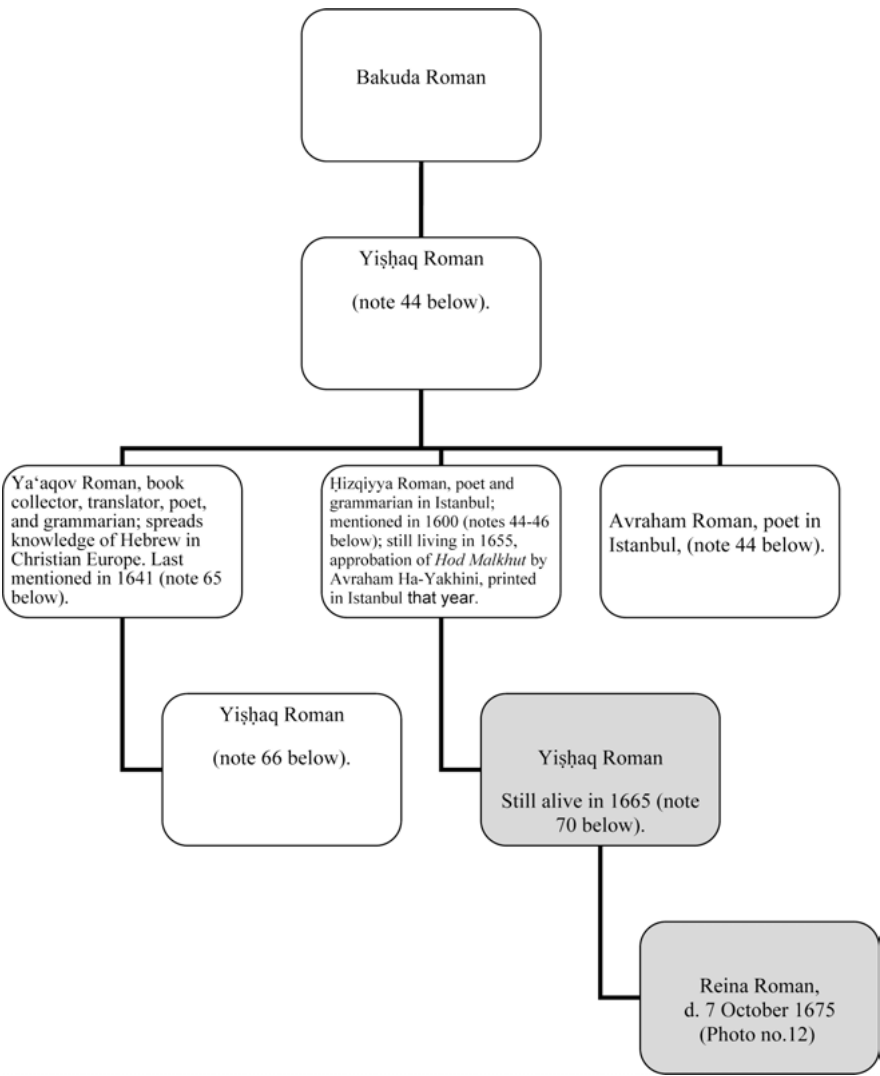 Bakuda Roman
Yiṣḥaq Roman
(note 44 below).
Ya‘aqov Roman, book
collector, translator, poet,
and grammarian; spreads
knowledge of Hebrew in
Christian Europe. Last
mentioned in 1641 (note 65
below).
Ḥizqiyya Roman, poet and
grammarian in Istanbul;
mentioned in 1600 (notes 44-46
below); still living in 1655,
approbation of Hod Malkhut by
Avraham Ha-Yakhini, printed
in Istanbul that year.
Avraham Roman, poet in
Istanbul, (note 44 below).
Yiṣḥaq Roman
(note 66 below).
Yiṣḥaq Roman
Still alive in 1665 (note
70 below).
Reina Roman,
d. 7 October 1675
(Photo no.12)